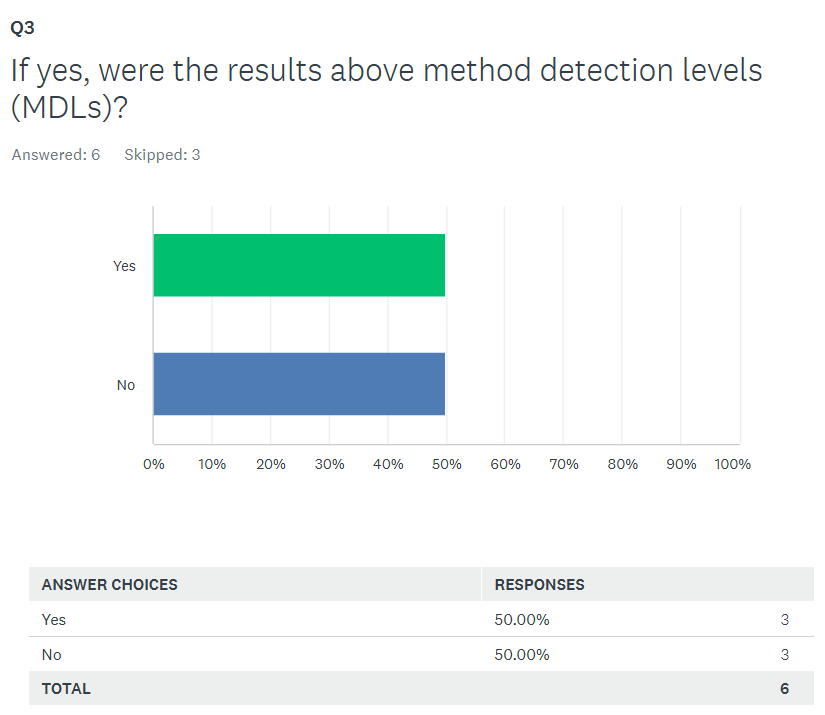 Q3
If yes, were the results above method detection levels
(MDLs)?
Answered: 6 Skipped: 3
Yes
No
0% 10% 20% 30% 40% 50% 60% 70% 80% 90% 100%
ANSWER CHOICES RESPONSES
Yes 50.00% 3
No 50.00% 3
TOTAL 6